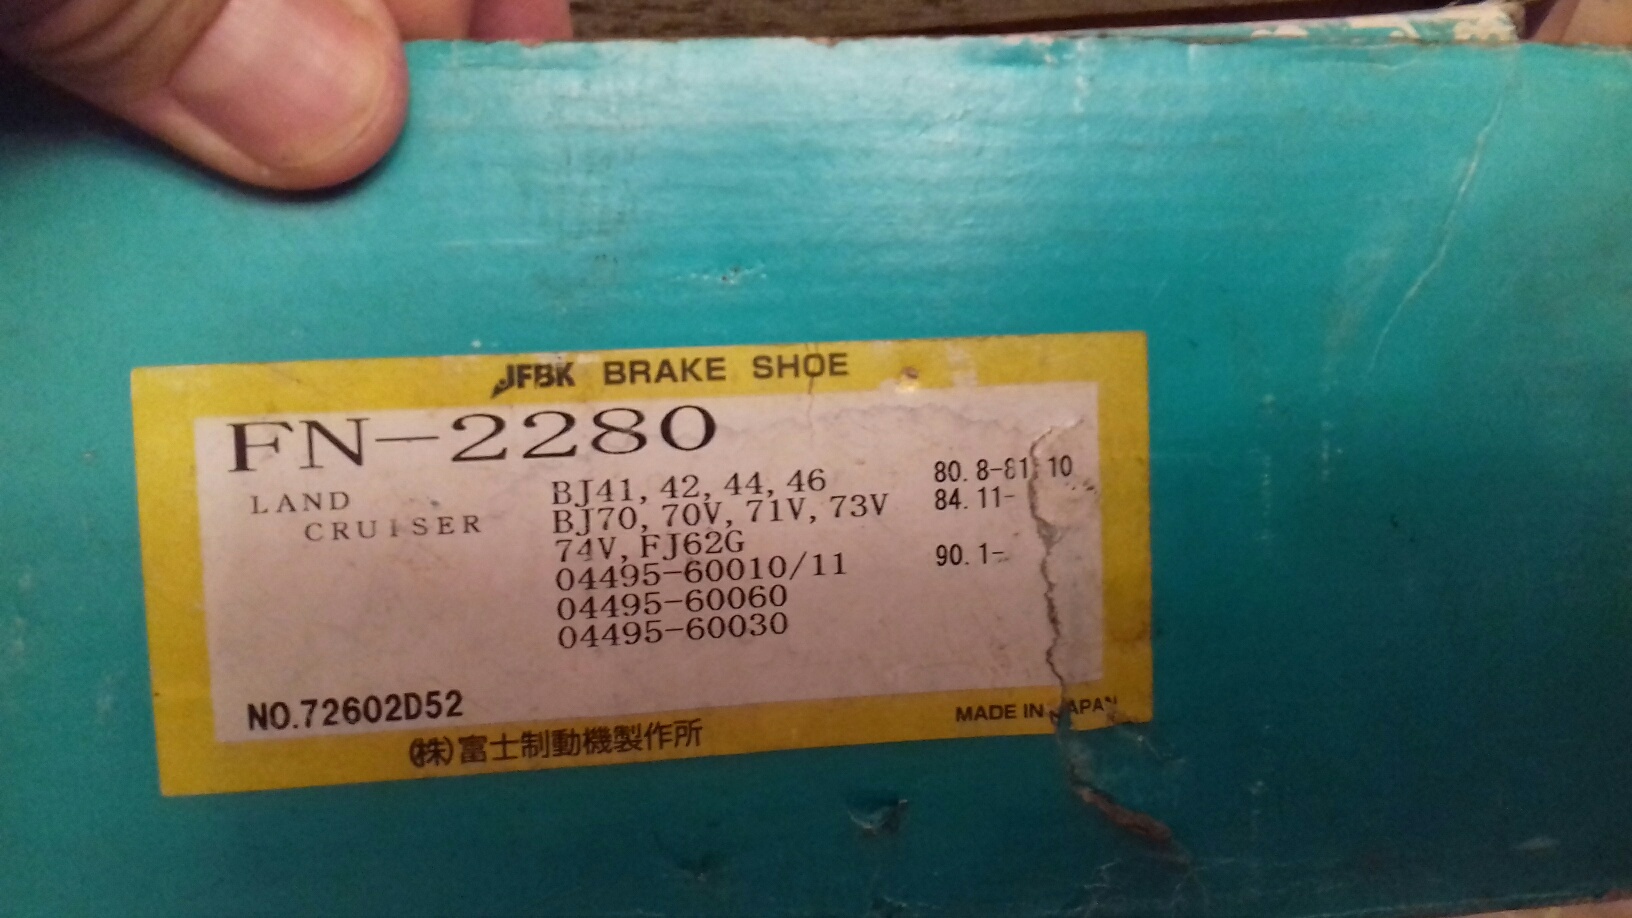 JFBK BRAKE SHOE
FN-2280
LAND CRUISER
BJ41, 42, 44, 46 80. 8-81. 10
BJ70, 70V, 71V, 73V 84. 11-
74V, FJ62G
04495-60010/11 90. 1-
04495-60060
04495-60030
NO.72602D52
MADE IN JAPAN
(株)富士制動機製作所